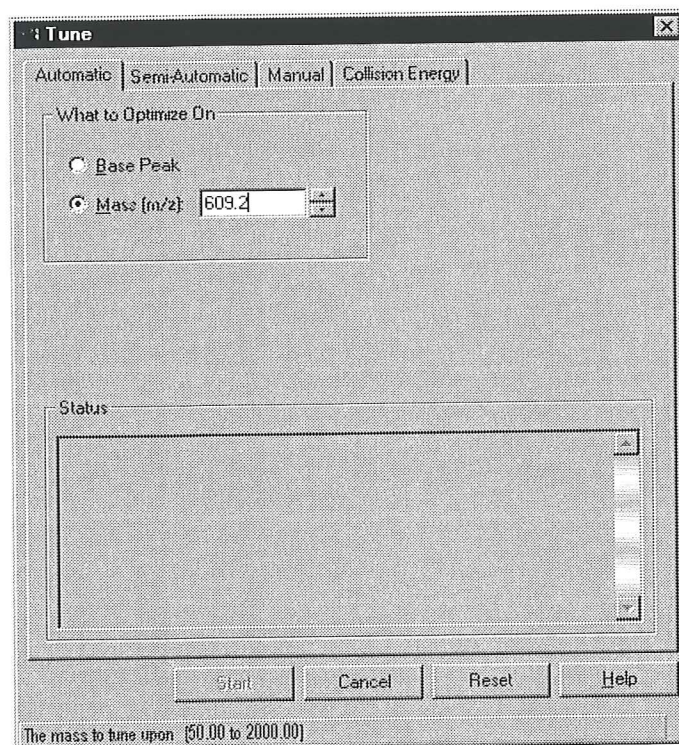 Tune
Automatic Semi-Automatic Manual Collision Energy
What to Optimize On
Base Peak
Mass (m/z): 609.2
Status
Start Cancel Reset Help
The mass to tune upon [50.00 to 2000.00]